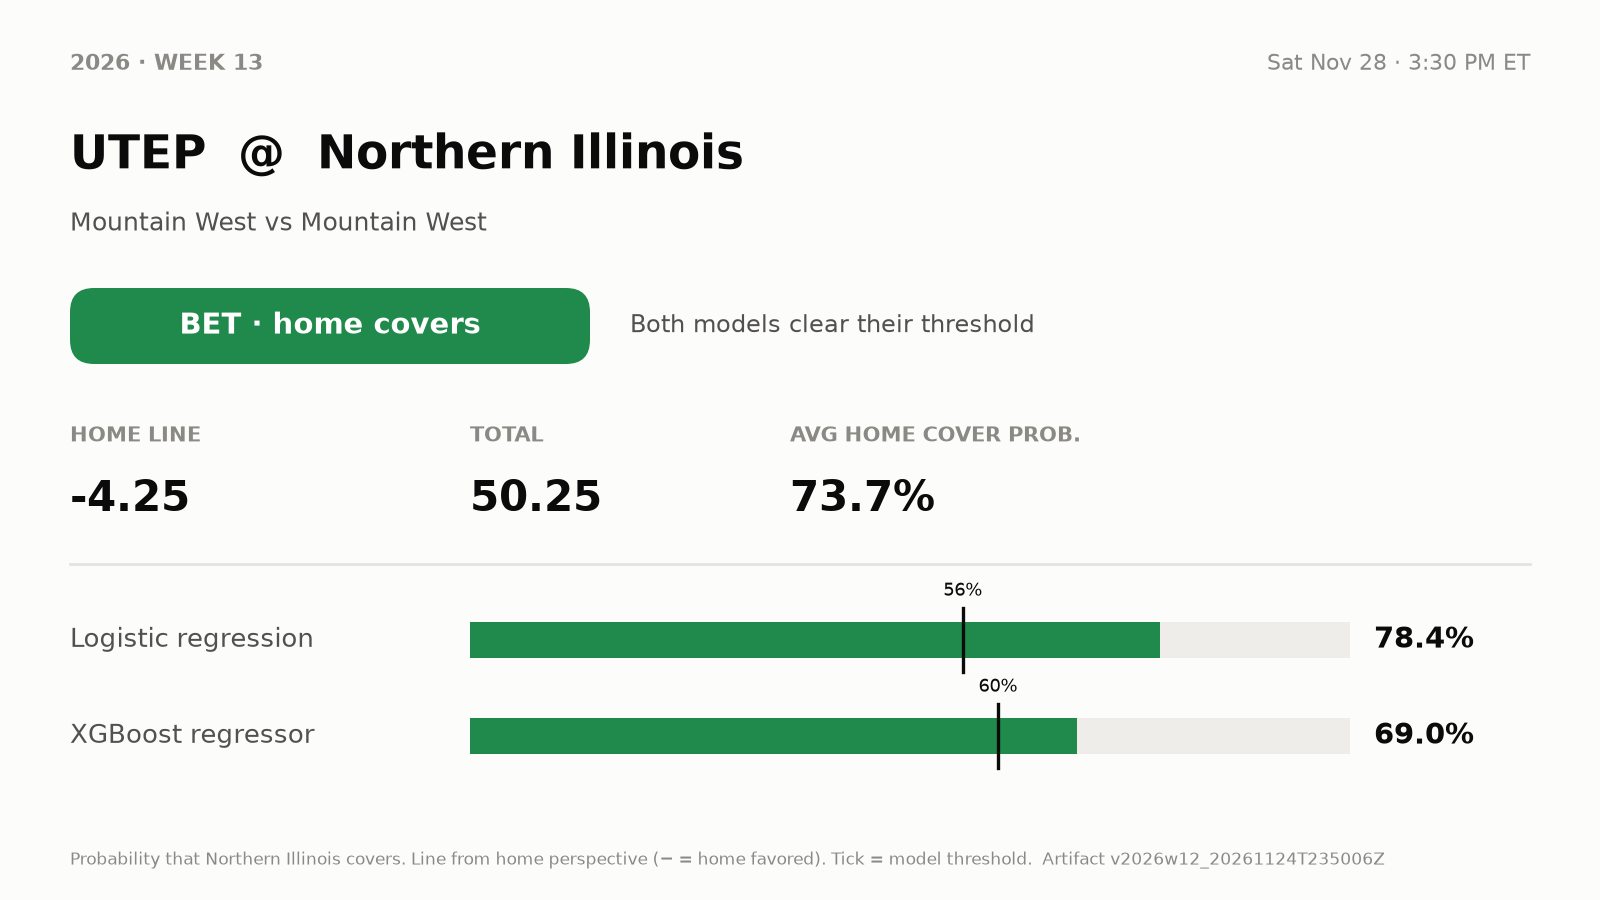 2026 · WEEK 13
Sat Nov 28 · 3:30 PM ET
UTEP @ Northern Illinois
Mountain West vs Mountain West
BET · home covers
Both models clear their threshold
HOME LINE
TOTAL
AVG HOME COVER PROB.
-4.25
50.25
73.7%
56%
Logistic regression
78.4%
60%
XGBoost regressor
69.0%
Probability that Northern Illinois covers. Line from home perspective (− = home favored). Tick = model threshold. Artifact v2026w12_20261124T235006Z